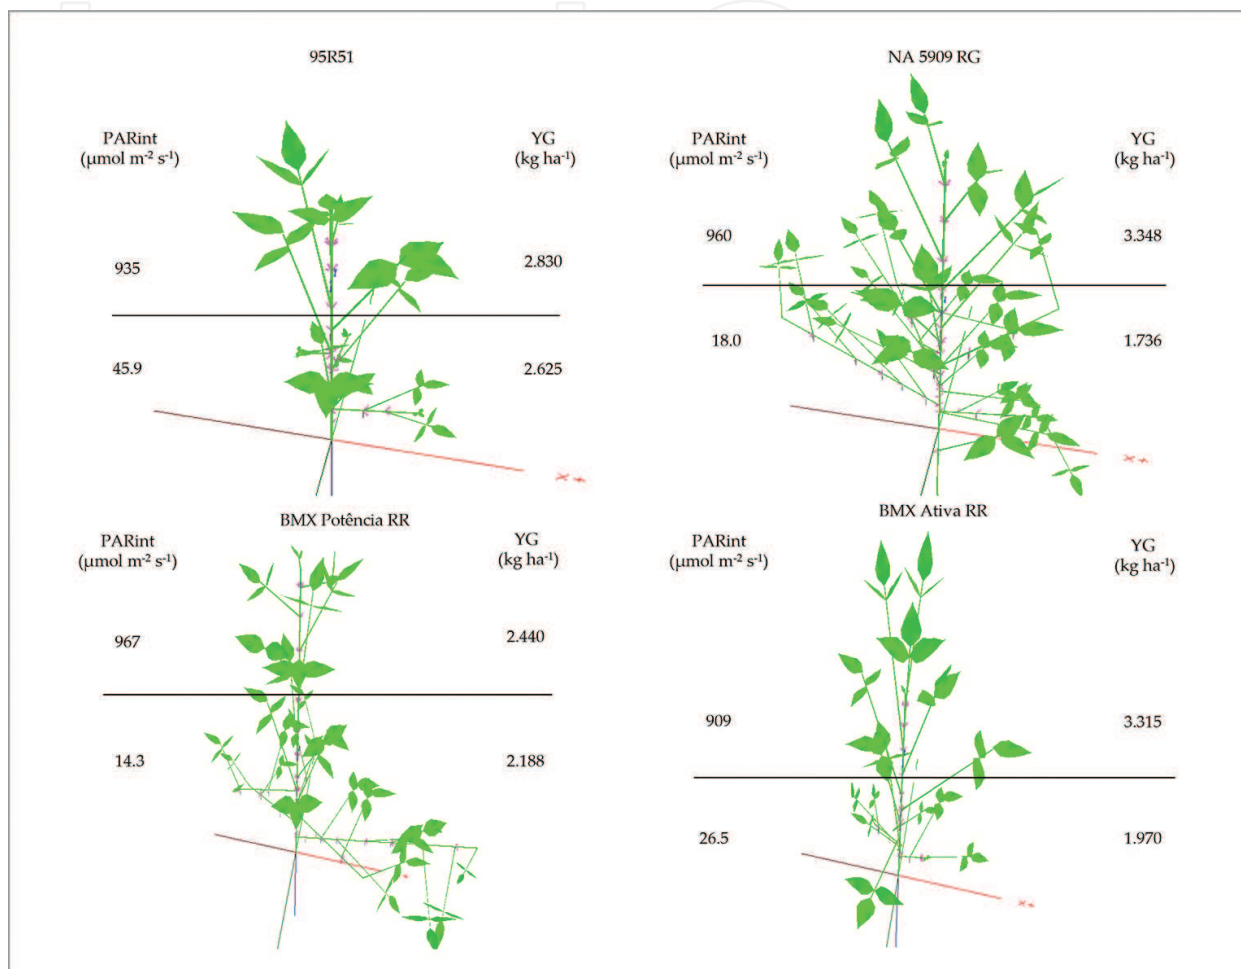 95R51
PARint
(µmol m⁻² s⁻¹)
YG
(kg ha⁻¹)
935
2.830
45.9
2.625
X +
NA 5909 RG
PARint
(µmol m⁻² s⁻¹)
YG
(kg ha⁻¹)
960
3.348
18.0
1.736
X +
BMX Potência RR
PARint
(µmol m⁻² s⁻¹)
YG
(kg ha⁻¹)
967
2.440
14.3
2.188
BMX Ativa RR
PARint
(µmol m⁻² s⁻¹)
YG
(kg ha⁻¹)
909
3.315
26.5
1.970
X +